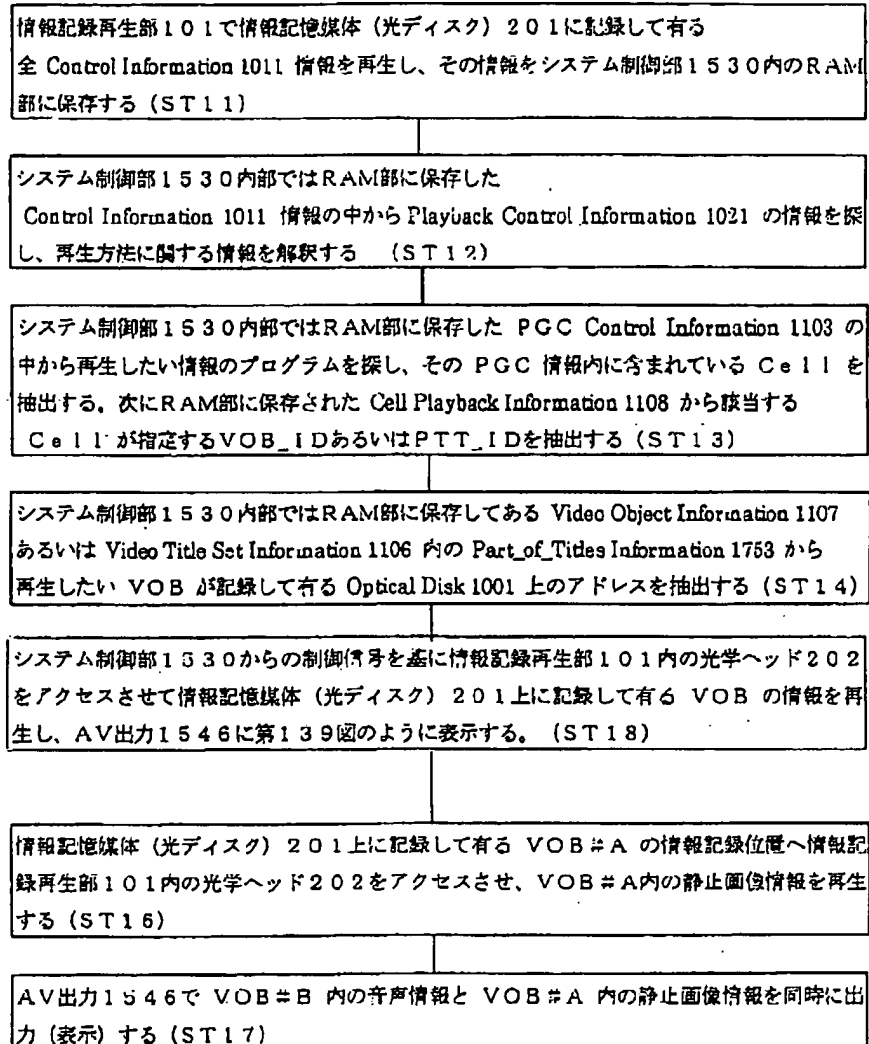 情報記録再生部101で情報記憶媒体（光ディスク）201に記録して有る
全 Control Information 1011 情報を再生し、その情報をシステム制御部1530内のRAM
部に保存する（ST11）
システム制御部1530内部ではRAM部に保存した
Control Information 1011 情報の中から Playback Control Information 1021 の情報を探
し、再生方法に関する情報を解釈する （ST12）
システム制御部1530内部ではRAM部に保存した PGC Control Information 1103 の
中から再生したい情報のプログラムを探し、その PGC 情報内に含まれている Cell を
抽出する。次にRAM部に保存された Cell Playback Information 1108 から該当する
Cell が指定するVOB_IDあるいはPTT_IDを抽出する（ST13）
システム制御部1530内部ではRAM部に保存してある Video Object Information 1107
あるいは Video Title Set Information 1106 内の Part_of_Titles Information 1753 から
再生したい VOB が記録して有る Optical Disk 1001 上のアドレスを抽出する（ST14）
システム制御部1530からの制御信号を基に情報記録再生部101内の光学ヘッド202
をアクセスさせて情報記憶媒体（光ディスク）201上に記録して有る VOB の情報を再
生し、AV出力1546に第139図のように表示する。（ST18）
情報記憶媒体（光ディスク）201上に記録して有る VOB#A の情報記録位置へ情報記
録再生部101内の光学ヘッド202をアクセスさせ、VOB#A内の静止画像情報を再生
する（ST16）
AV出力1546で VOB#B 内の音声情報と VOB#A 内の静止画像情報を同時に出
力（表示）する（ST17）